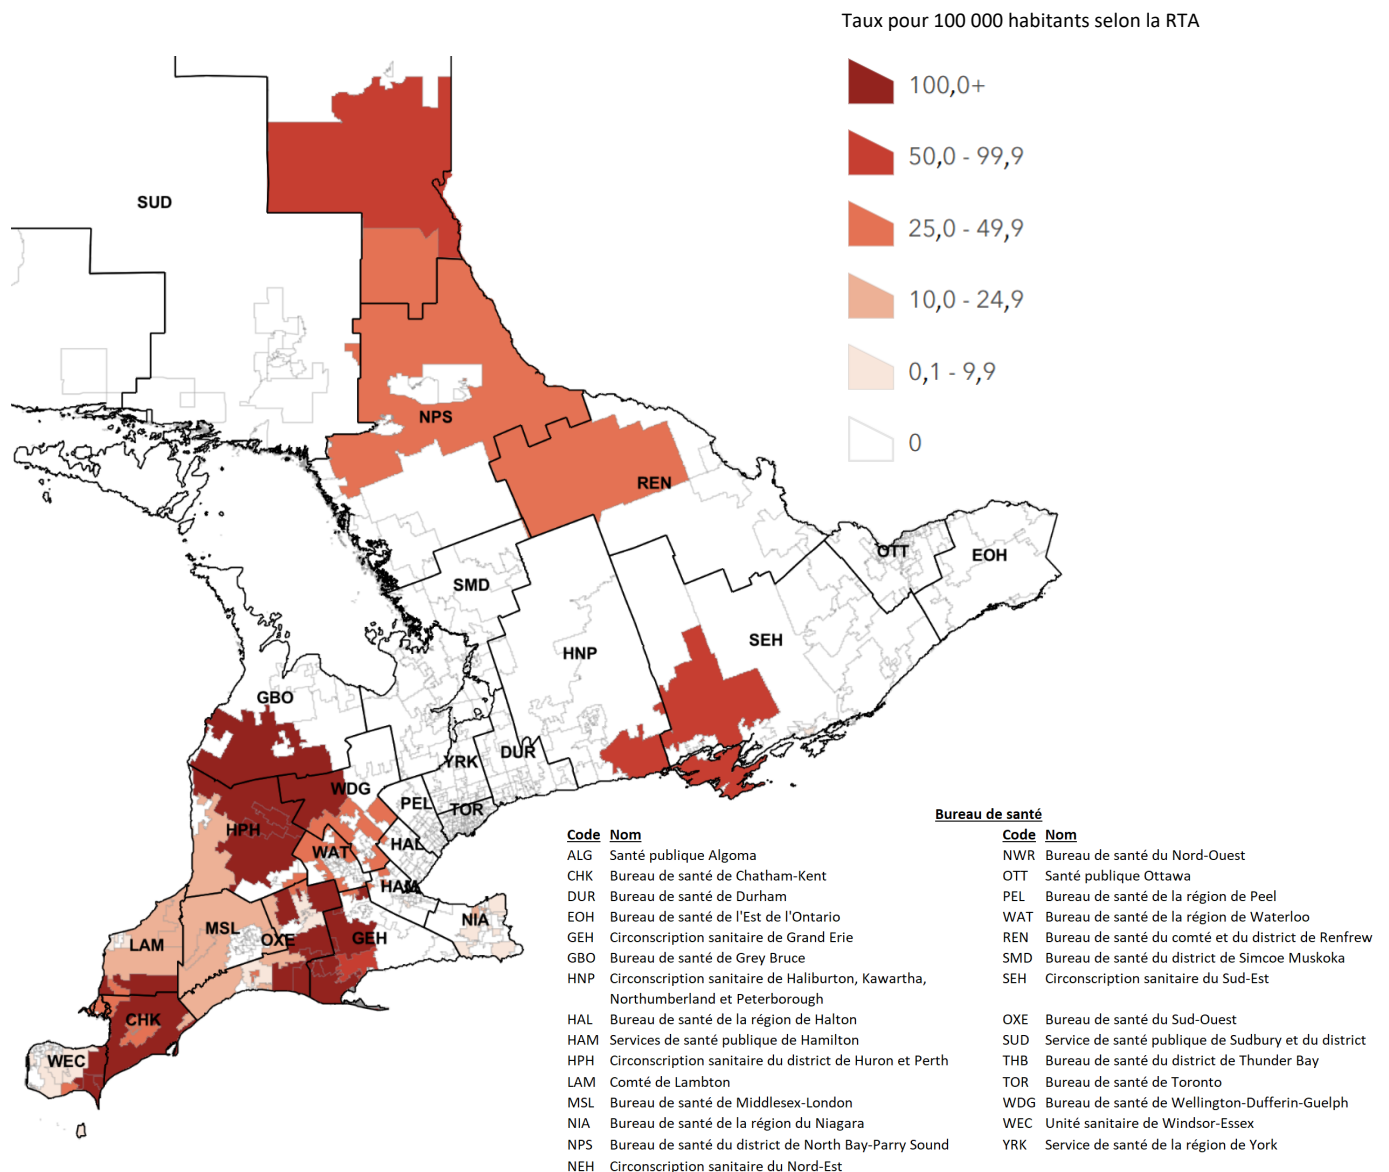 Taux pour 100 000 habitants selon la RTA
100,0+
50,0 - 99,9
25,0 - 49,9
10,0 - 24,9
0,1 - 9,9
0
SUD
NPS
REN
OTT
EOH
SMD
SEH
HNP
GBO
DUR
YRK
WDG
PEL
TOR
HPH
HAL
WAT
HAM
MSL
NIA
OXE
GEH
LAM
CHK
WEC
Bureau de santé
Code Nom
ALG Santé publique Algoma
CHK Bureau de santé de Chatham-Kent
DUR Bureau de santé de Durham
EOH Bureau de santé de l'Est de l'Ontario
GEH Circonscription sanitaire de Grand Erie
GBO Bureau de santé de Grey Bruce
HNP Circonscription sanitaire de Haliburton, Kawartha,
Northumberland et Peterborough
HAL Bureau de santé de la région de Halton
HAM Services de santé publique de Hamilton
HPH Circonscription sanitaire du district de Huron et Perth
LAM Comté de Lambton
MSL Bureau de santé de Middlesex-London
NIA Bureau de santé de la région du Niagara
NPS Bureau de santé du district de North Bay-Parry Sound
NEH Circonscription sanitaire du Nord-Est
Code Nom
NWR Bureau de santé du Nord-Ouest
OTT Santé publique Ottawa
PEL Bureau de santé de la région de Peel
WAT Bureau de santé de la région de Waterloo
REN Bureau de santé du comté et du district de Renfrew
SMD Bureau de santé du district de Simcoe Muskoka
SEH Circonscription sanitaire du Sud-Est
OXE Bureau de santé du Sud-Ouest
SUD Service de santé publique de Sudbury et du district
THB Bureau de santé du district de Thunder Bay
TOR Bureau de santé de Toronto
WDG Bureau de santé de Wellington-Dufferin-Guelph
WEC Unité sanitaire de Windsor-Essex
YRK Service de santé de la région de York